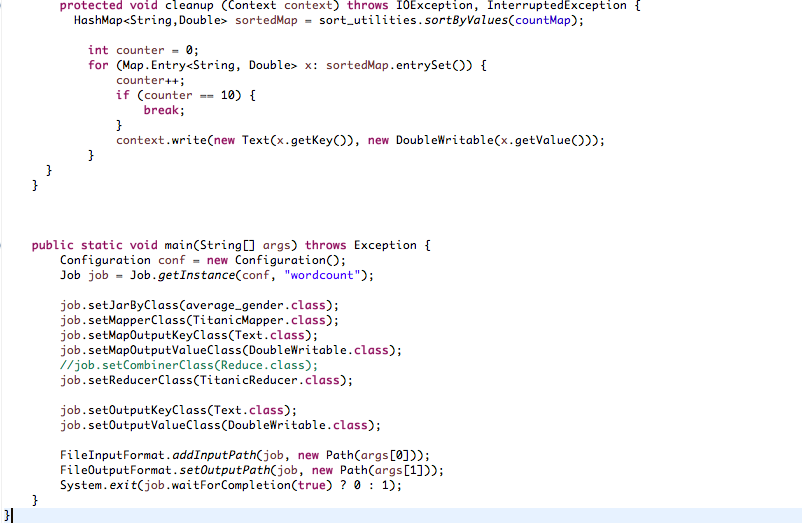 protected void cleanup (Context context) throws IOException, InterruptedException {
HashMap<String,Double> sortedMap = sort_utilities.sortByValues(countMap);
int counter = 0;
for (Map.Entry<String, Double> x: sortedMap.entrySet()) {
counter++;
if (counter == 10) {
break;
}
context.write(new Text(x.getKey()), new DoubleWritable(x.getValue()));
}
}
}
public static void main(String[] args) throws Exception {
Configuration conf = new Configuration();
Job job = Job.getInstance(conf, "wordcount");
job.setJarByClass(average_gender.class);
job.setMapperClass(TitanicMapper.class);
job.setMapOutputKeyClass(Text.class);
job.setMapOutputValueClass(DoubleWritable.class);
//job.setCombinerClass(Reduce.class);
job.setReducerClass(TitanicReducer.class);
job.setOutputKeyClass(Text.class);
job.setOutputValueClass(DoubleWritable.class);
FileInputFormat.addInputPath(job, new Path(args[0]));
FileOutputFormat.setOutputPath(job, new Path(args[1]));
System.exit(job.waitForCompletion(true) ? 0 : 1);
}
}